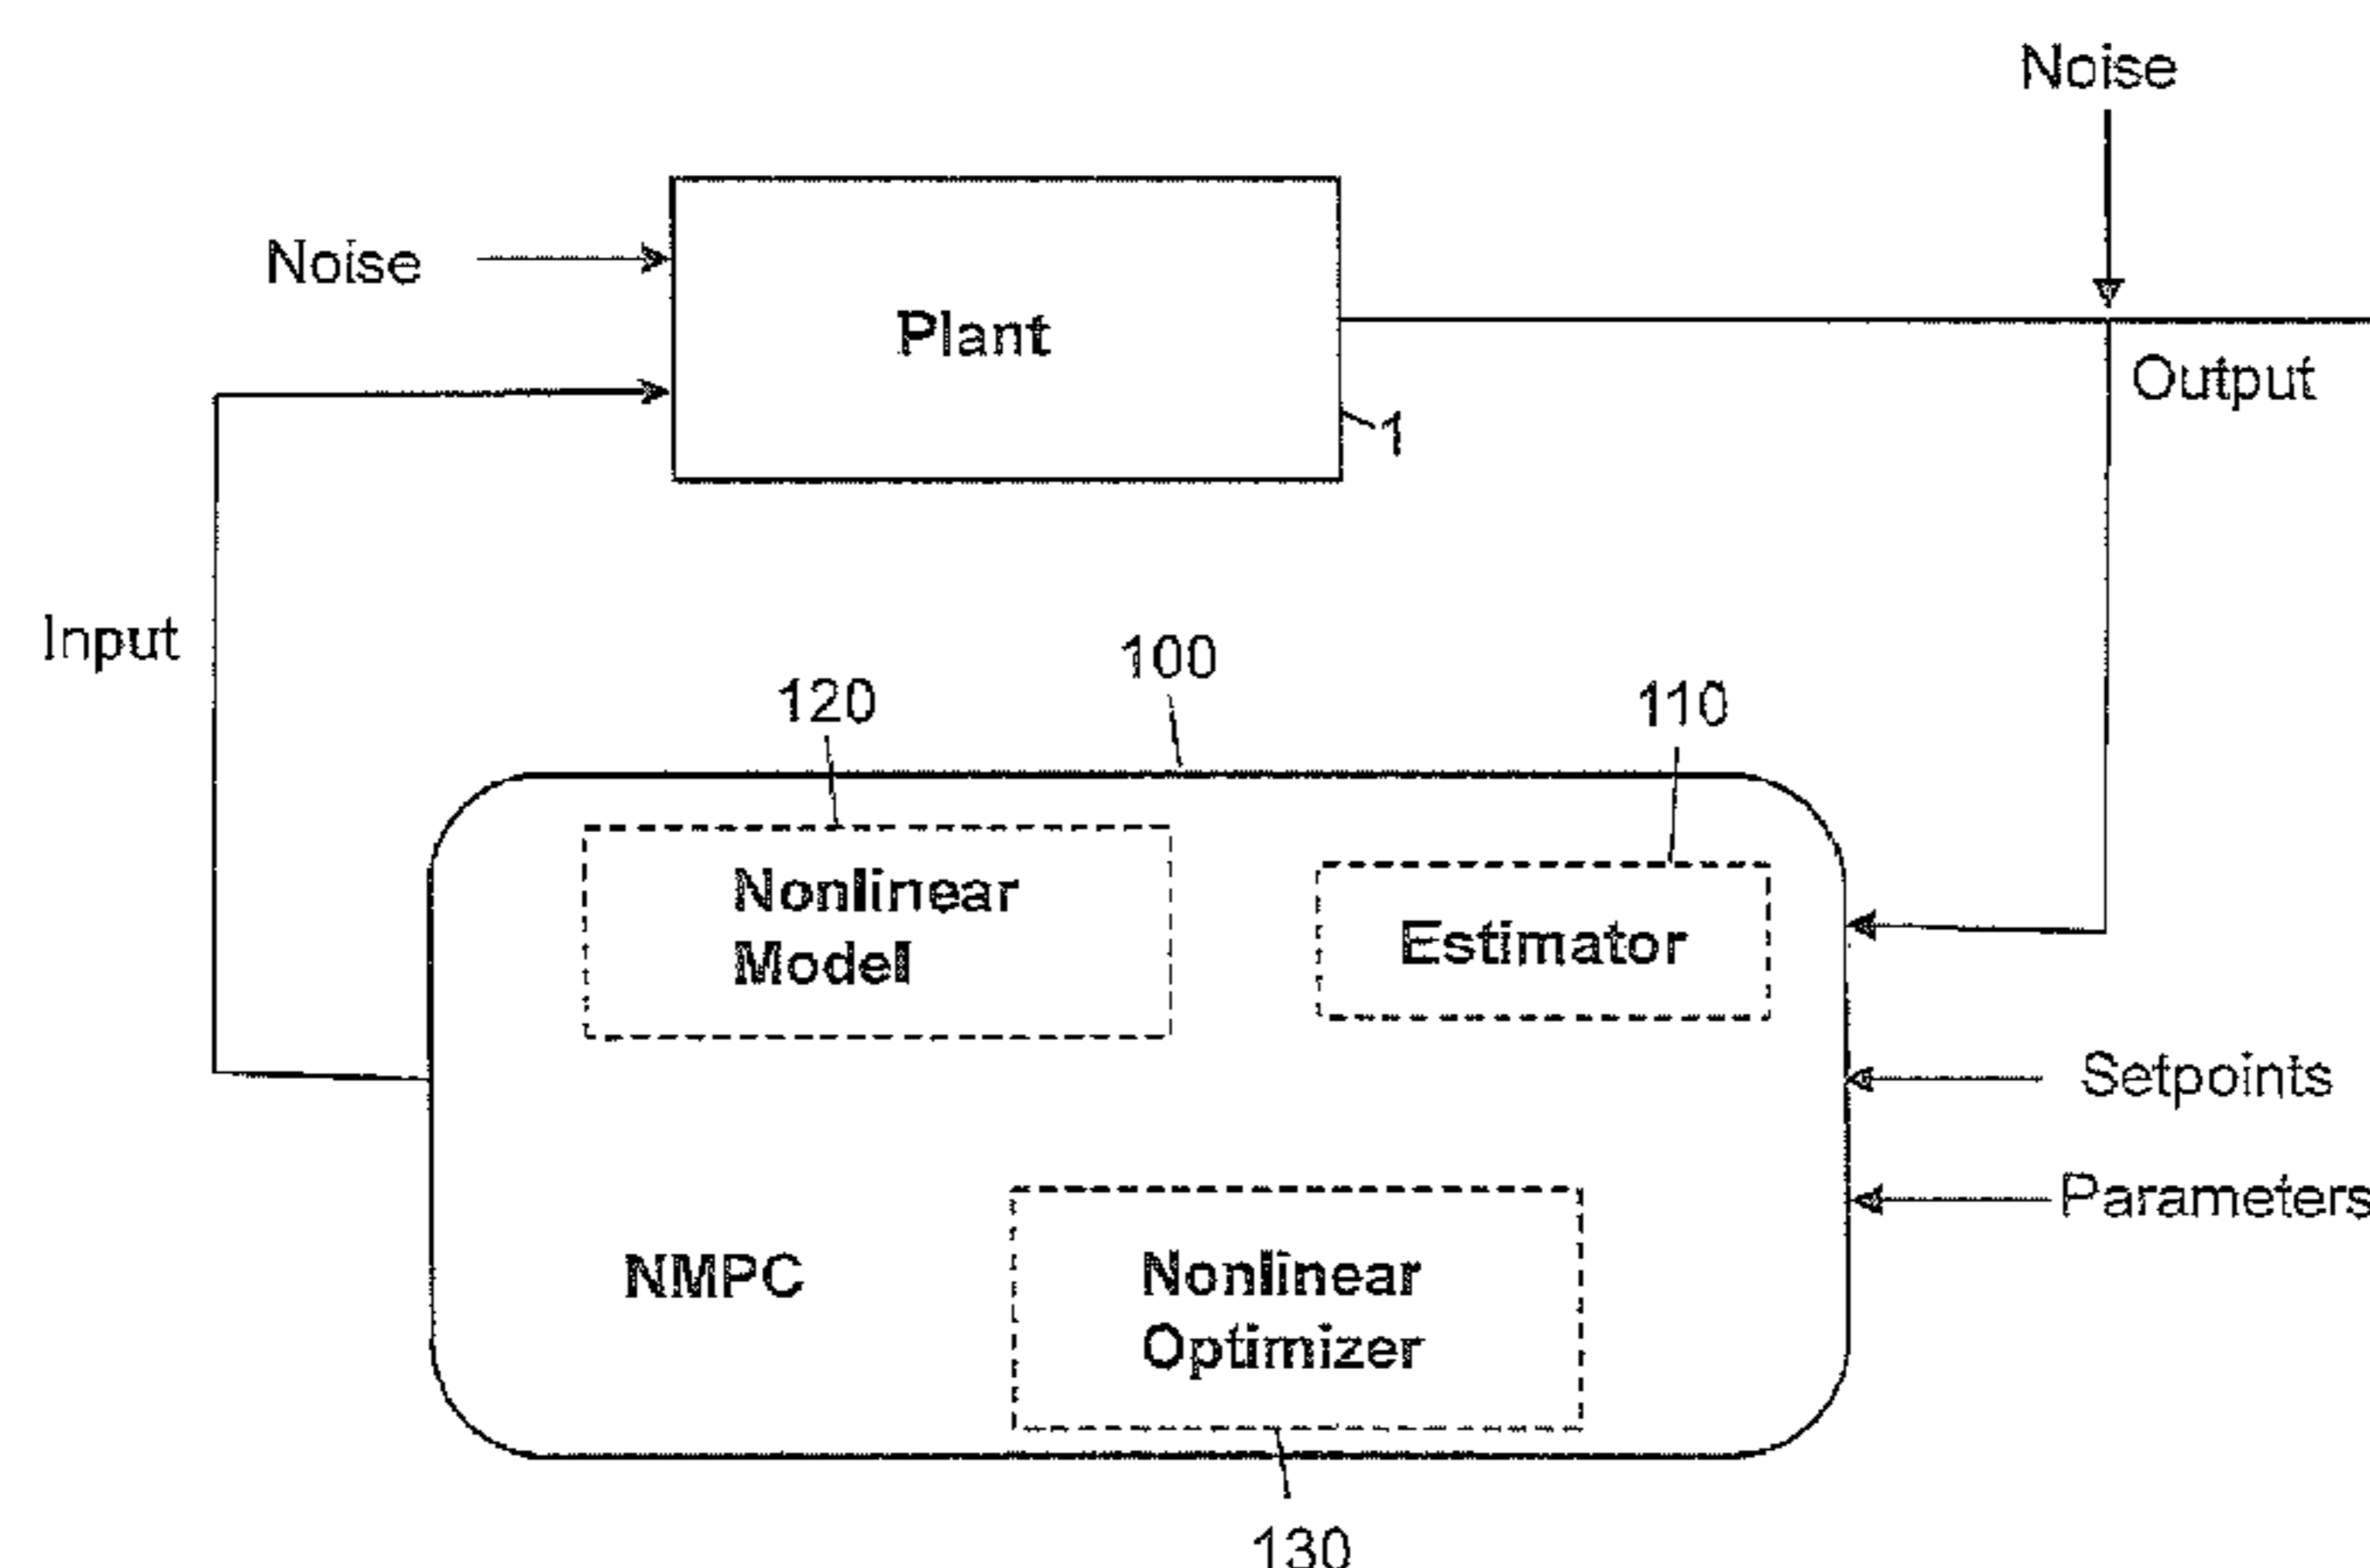 Noise
Noise
Plant
Output
1
Input
100
120
110
Nonlinear
Model
Estimator
Setpoints
Parameters
NMPC
Nonlinear
Optimizer
130